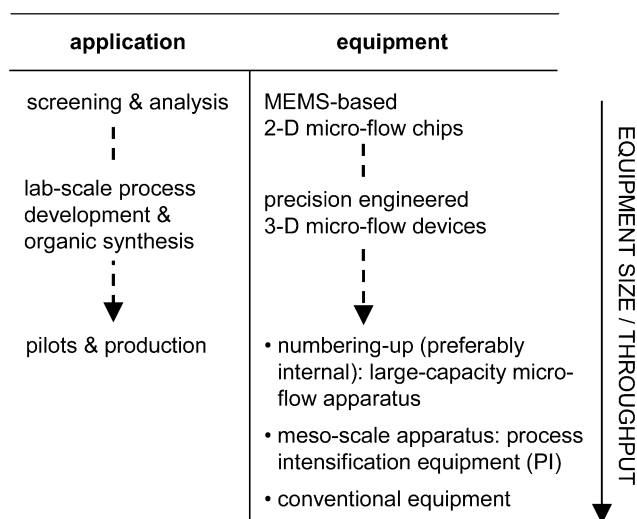 application
equipment
screening & analysis
MEMS-based
2-D micro-flow chips
lab-scale process
development &
organic synthesis
precision engineered
3-D micro-flow devices
pilots & production
• numbering-up (preferably
internal): large-capacity micro-
flow apparatus
• meso-scale apparatus: process
intensification equipment (PI)
• conventional equipment
EQUIPMENT SIZE / THROUGHPUT